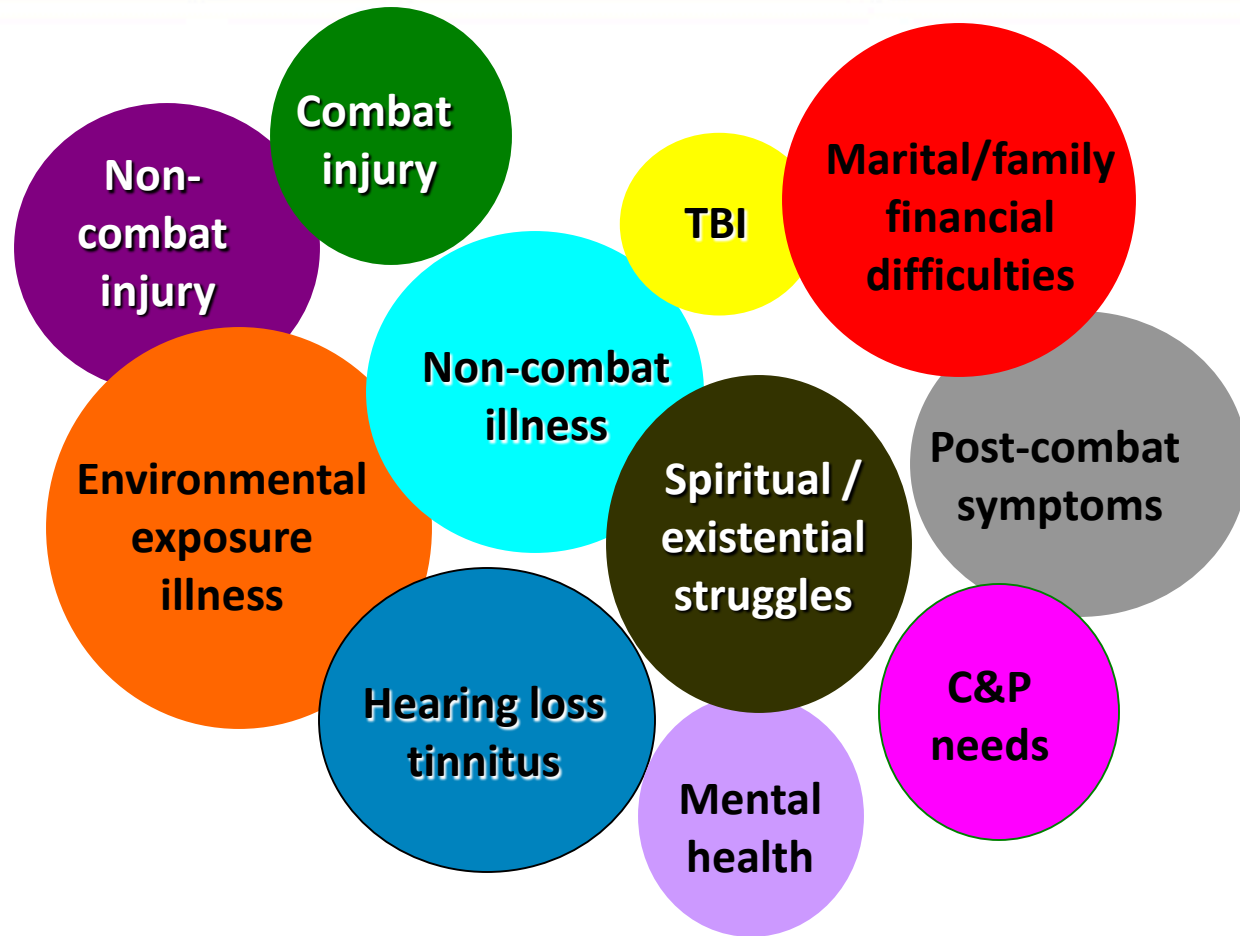 Combat
injury
Non-
combat
injury
TBI
Marital/family
financial
difficulties
Non-combat
illness
Environmental
exposure
illness
Spiritual /
existential
struggles
Post-combat
symptoms
Hearing loss
tinnitus
Mental
health
C&P
needs